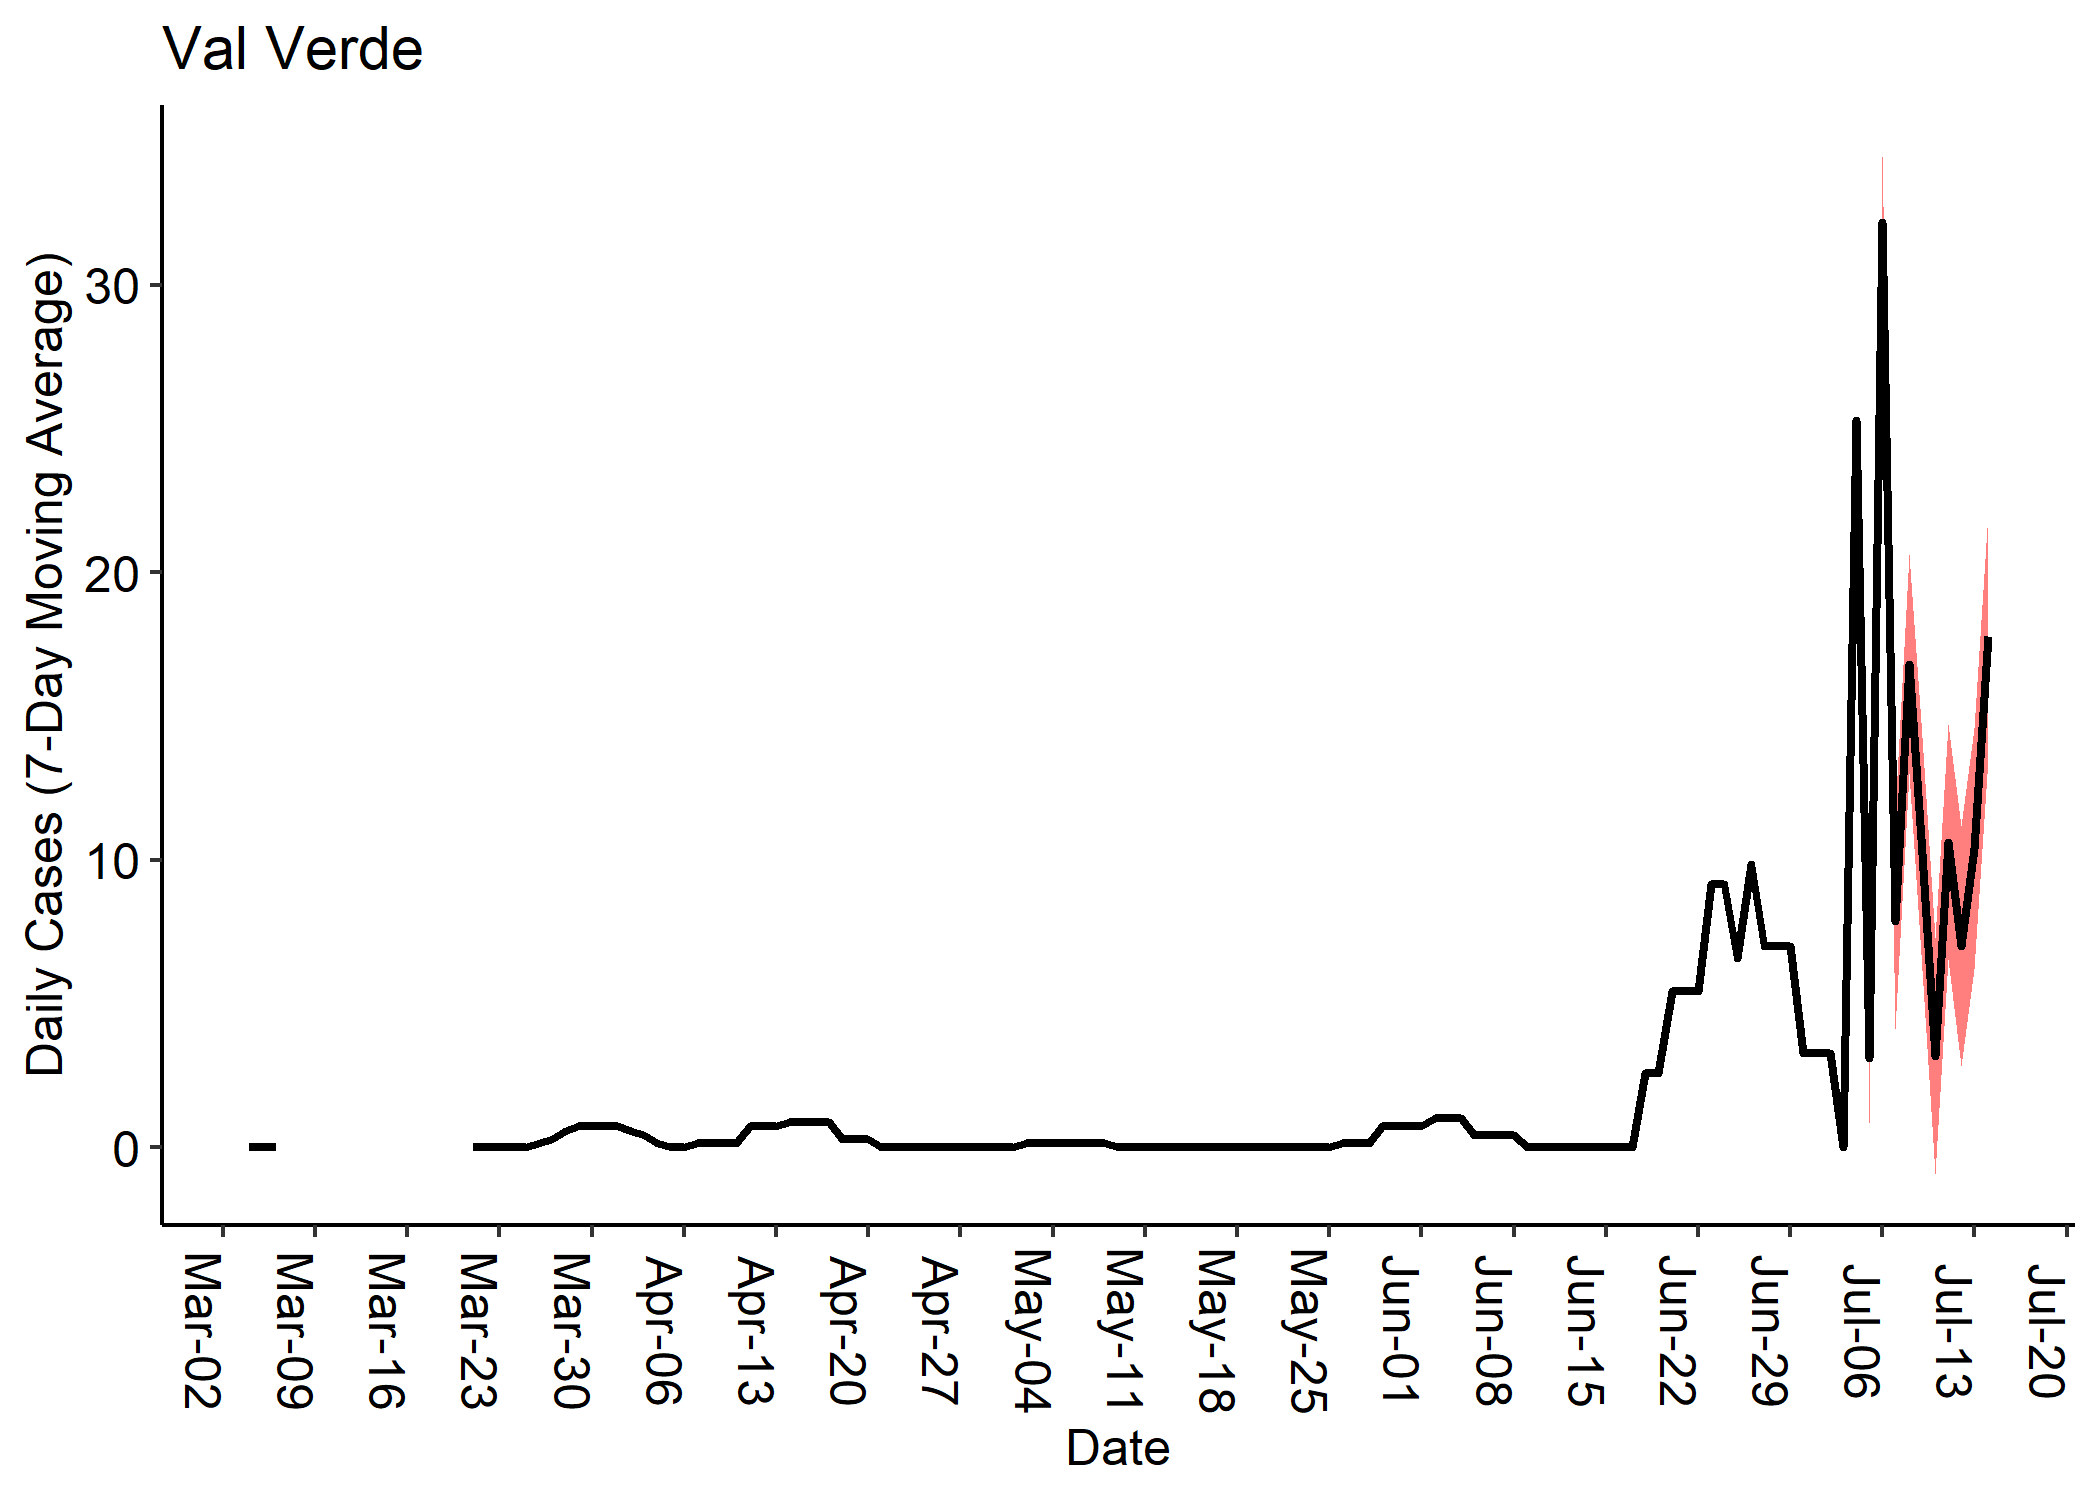 Val Verde
Daily Cases (7-Day Moving Average)
30
20
10
0
Mar-02
Mar-09
Mar-16
Mar-23
Mar-30
Apr-06
Apr-13
Apr-20
Apr-27
May-04
May-11
May-18
May-25
Jun-01
Jun-08
Jun-15
Jun-22
Jun-29
Jul-06
Jul-13
Jul-20
Date